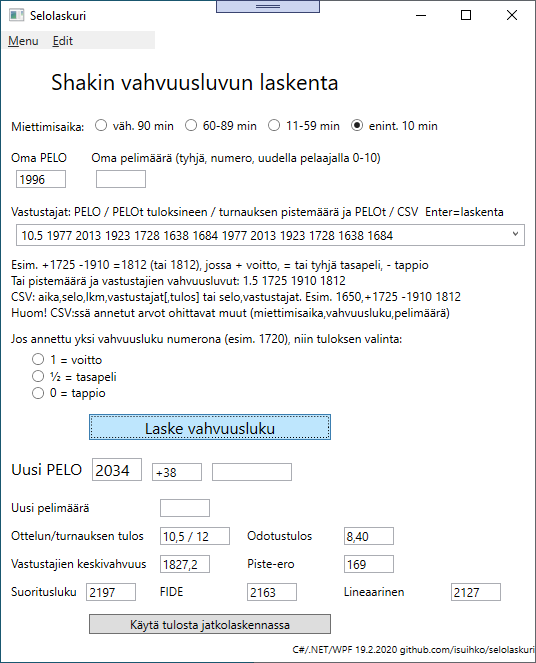 Selolaskuri
Menu Edit
Shakin vahvuusluvun laskenta
Miettimisaika: väh. 90 min 60-89 min 11-59 min enint. 10 min
Oma PELO Oma pelimäärä (tyhjä, numero, uudella pelaajalla 0-10)
1996
Vastustajat: PELO / PELOt tuloksineen / turnauksen pistemäärä ja PELOt / CSV Enter=laskenta
10.5 1977 2013 1923 1728 1638 1684 1977 2013 1923 1728 1638 1684
Esim. +1725 -1910 =1812 (tai 1812), jossa + voitto, = tai tyhjä tasapeli, - tappio
Tai pistemäärä ja vastustajien vahvuusluvut: 1.5 1725 1910 1812
CSV: aika,selo,lkm,vastustajat[,tulos] tai selo,vastustajat. Esim. 1650,+1725 -1910 1812
Huom! CSV:ssä annetut arvot ohittavat muut (miettimisaika,vahvuusluku,pelimäärä)
Jos annettu yksi vahvuusluku numerona (esim. 1720), niin tuloksen valinta:
1 = voitto
½ = tasapeli
0 = tappio
Laske vahvuusluku
Uusi PELO 2034 +38
Uusi pelimäärä
Ottelun/turnauksen tulos 10,5 / 12 Odotustulos 8,40
Vastustajien keskivahvuus 1827,2 Piste-ero 169
Suoritusluku 2197 FIDE 2163 Lineaarinen 2127
Käytä tulosta jatkolaskennassa
C#/.NET/WPF 19.2.2020 github.com/isuihko/selolaskuri